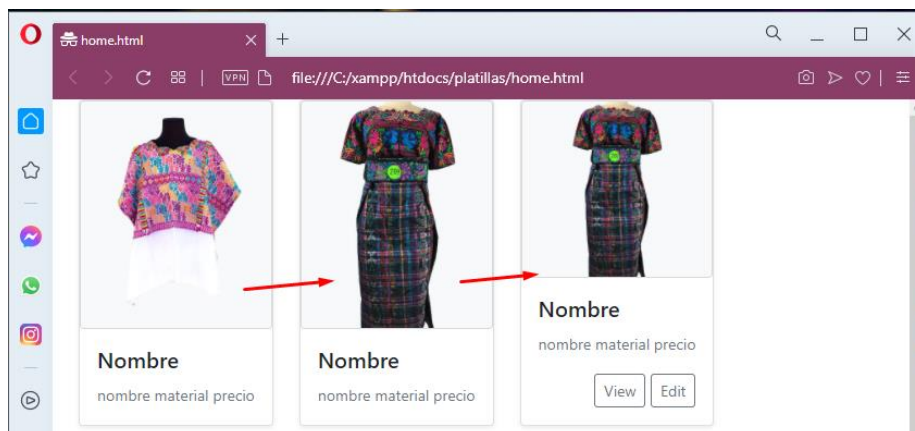 home.html
VPN
file:///C:/xampp/htdocs/platillas/home.html
Nombre
nombre material precio
Nombre
nombre material precio
Nombre
nombre material precio
View
Edit